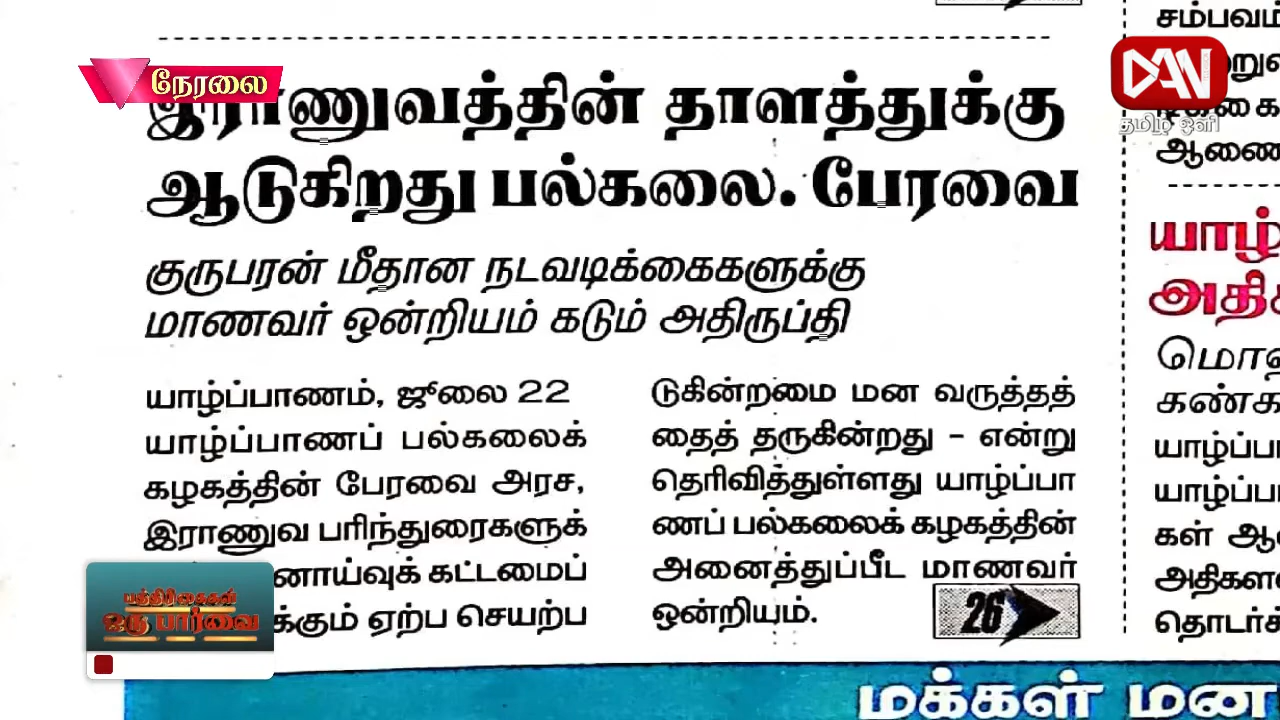 நேரலை
DAN
தமிழ் ஒளி
இராணுவத்தின் தாளத்துக்கு
ஆடுகிறது பல்கலை. பேரவை
குருபரன் மீதான நடவடிக்கைகளுக்கு
மாணவர் ஒன்றியம் கடும் அதிருப்தி
யாழ்ப்பாணம், ஜூலை 22
யாழ்ப்பாணப் பல்கலைக்
கழகத்தின் பேரவை அரச,
இராணுவ பரிந்துரைகளுக்
னாய்வுக் கட்டமைப்
க்கும் ஏற்ப செயற்ப
டுகின்றமை மன வருத்தத்
தைத் தருகின்றது – என்று
தெரிவித்துள்ளது யாழ்ப்பா
ணப் பல்கலைக் கழகத்தின்
அனைத்துப்பீட மாணவர்
ஒன்றியம்.
26
பத்திரிகைகள்
ஒரு பார்வை
சம்பவம்
ஆணை
யாழ்
அதிக
மொத
கண்க
யாழ்ப்ப
யாழ்ப்ப
கள் ஆ
அதிகள
தொடர்
மக்கள் மன